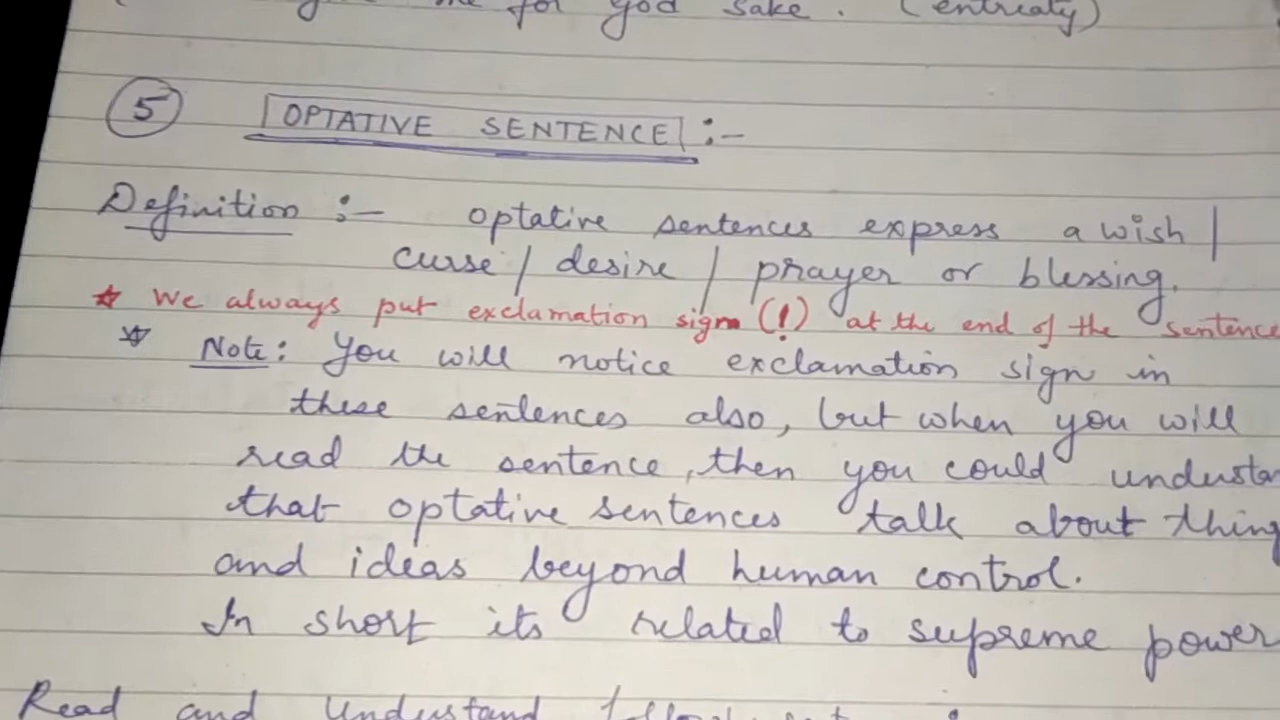 me for god sake. (entreaty)
5 OPTATIVE SENTENCE :-
Definition :- optative sentences express a wish /
curse / desire / prayer or blessing.
☆ We always put exclamation sign (!) at the end of the sentence
☆ Note: You will notice exclamation sign in
these sentences also, but when you will
read the sentence, then you could understa
that optative sentences talk about thing
and ideas beyond human control.
In short its related to supreme power
Read and Understand